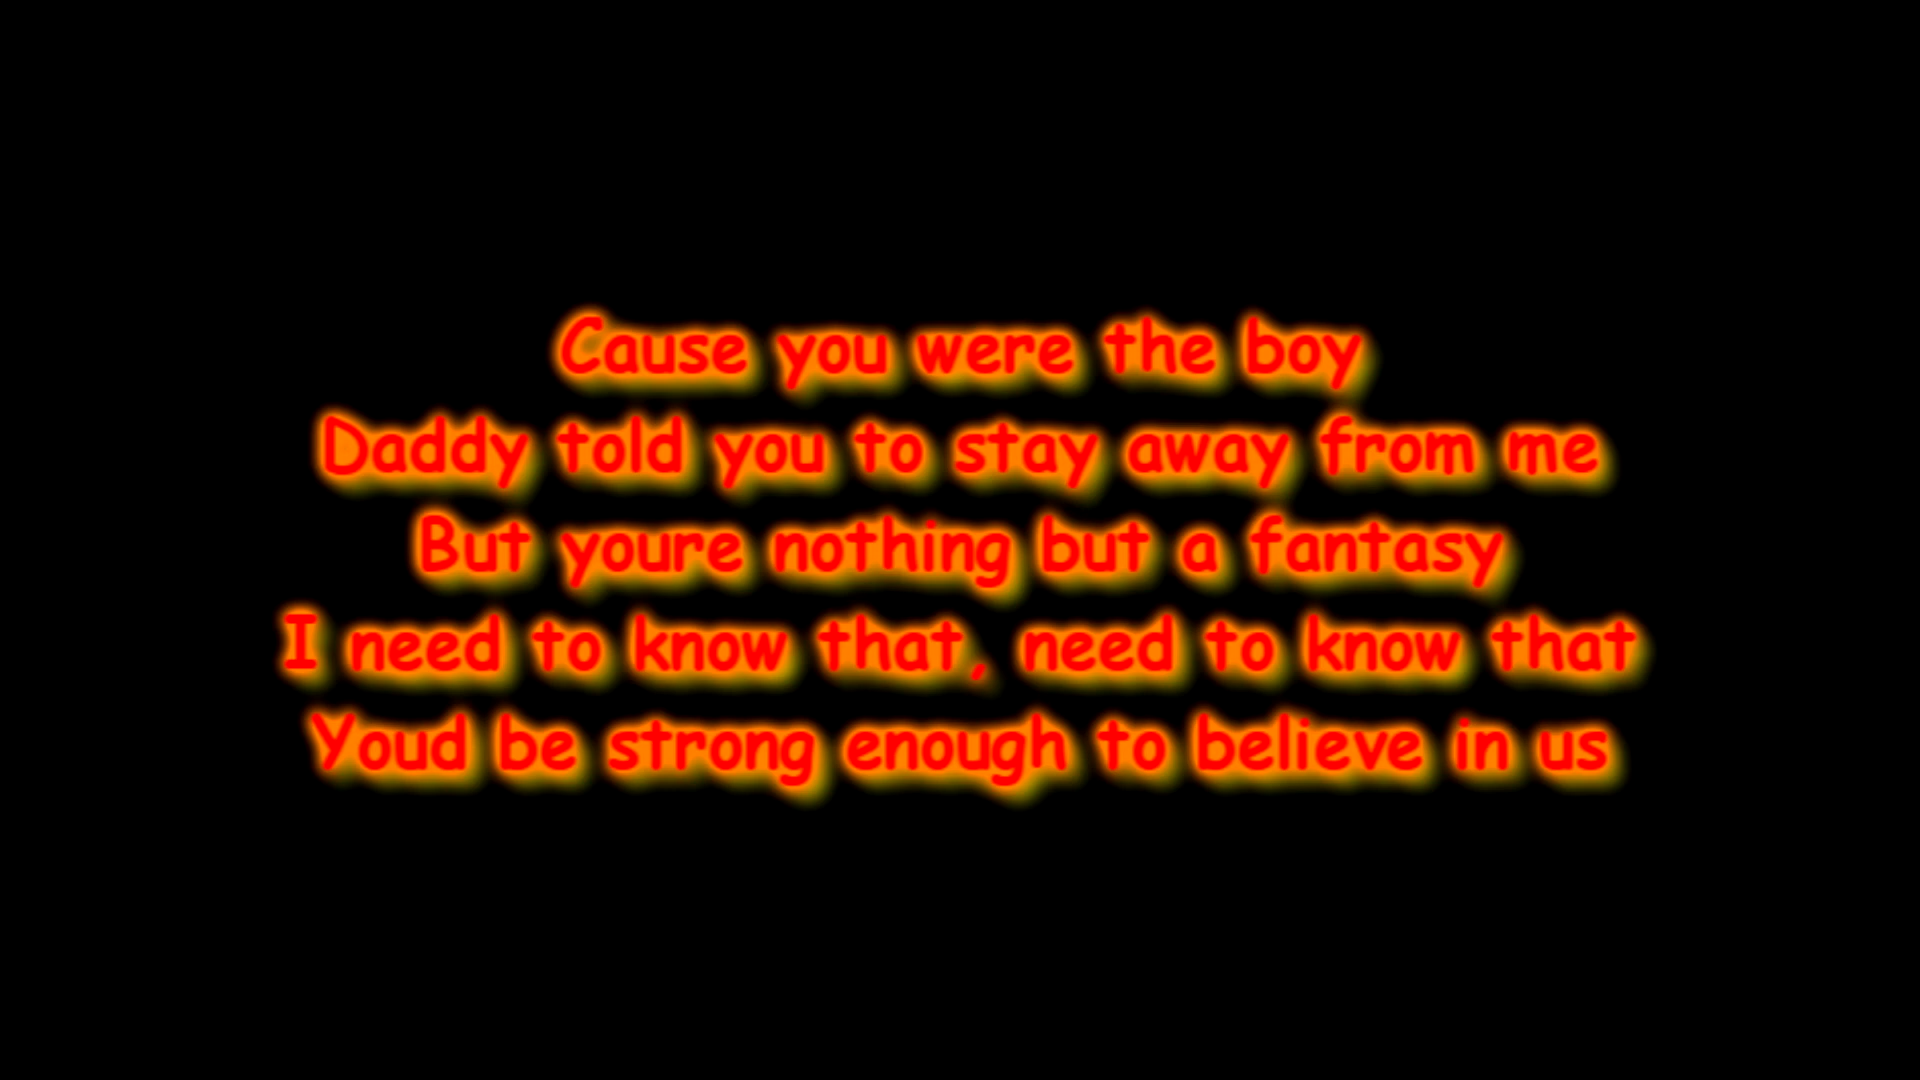 Cause you were the boy
Daddy told you to stay away from me
But youre nothing but a fantasy
I need to know that, need to know that
Youd be strong enough to believe in us